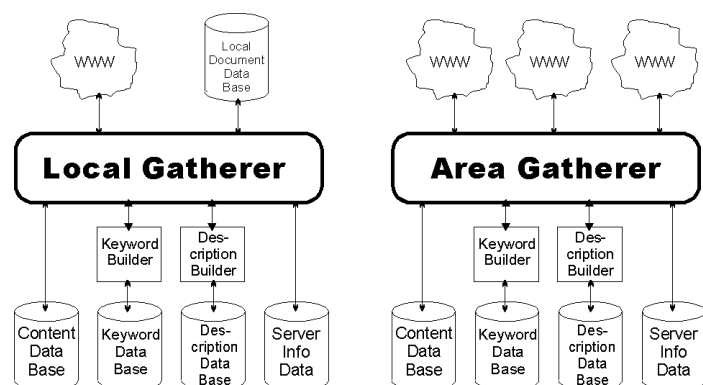 WWW
Local
Document
Data
Base
WWW
WWW
WWW
Local Gatherer
Area Gatherer
Keyword
Builder
Des-
cription
Builder
Keyword
Builder
Des-
cription
Builder
Content
Data
Base
Keyword
Data
Base
Des-
cription
Data
Base
Server
Info
Data
Content
Data
Base
Keyword
Data
Base
Des-
cription
Data
Base
Server
Info
Data